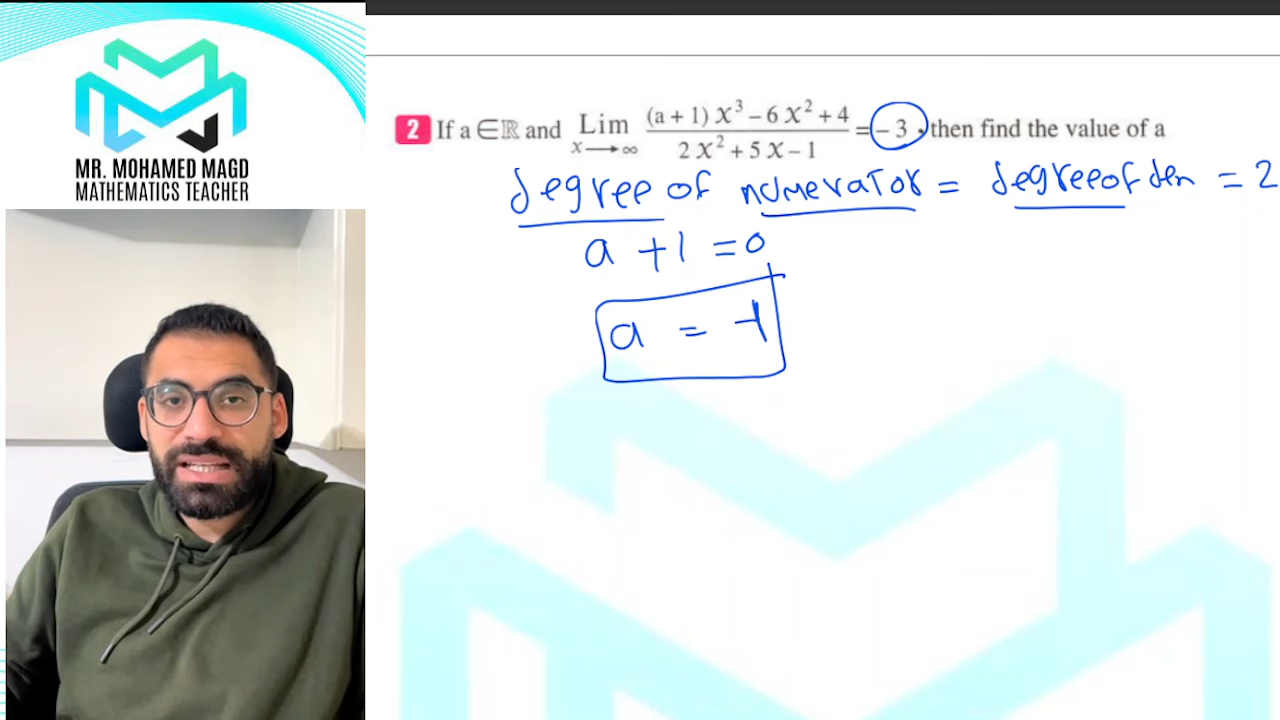 MR. MOHAMED MAGD
MATHEMATICS TEACHER
2 If a ∈ ℝ and Lim x⟶∞ ((a + 1) x³ – 6 x² + 4) / (2 x² + 5 x – 1) = – 3 , then find the value of a
degree of numerator = degree of den = 2
a + 1 = 0
a = -1